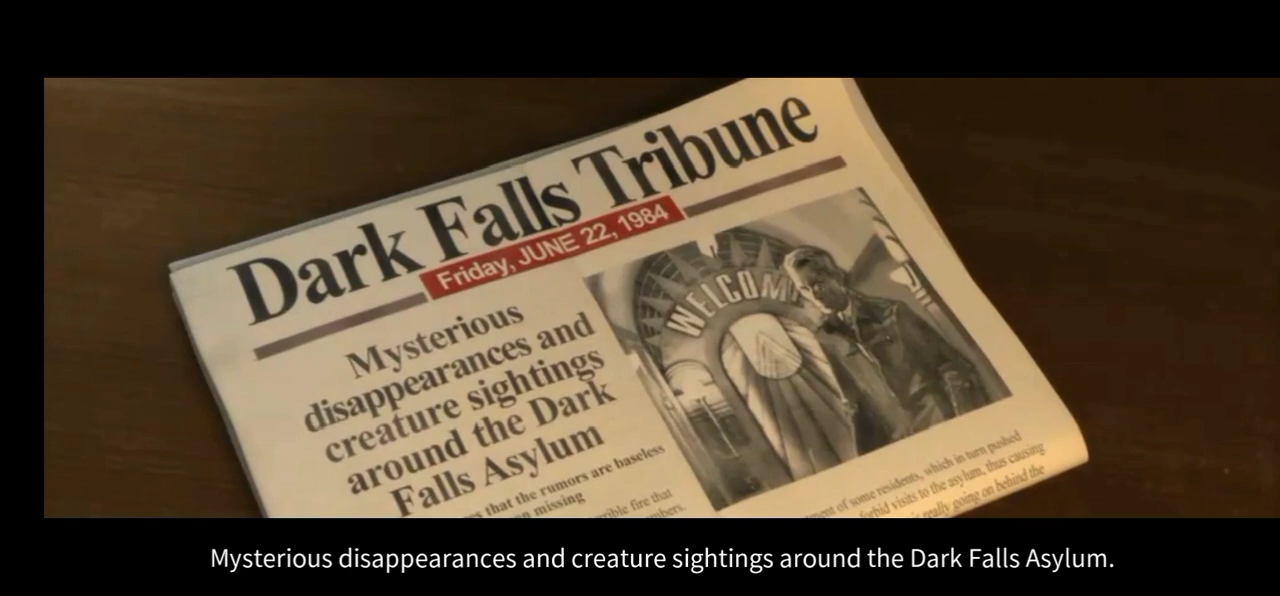 Dark Falls Tribune
Friday, JUNE 22, 1984
Mysterious
disappearances and
creature sightings
around the Dark
Falls Asylum
that the rumors are baseless
missing
fire that
WELCOM
of some residents, which in turn pushed
forbid visits to the asylum, thus causing
really going on behind the
Mysterious disappearances and creature sightings around the Dark Falls Asylum.